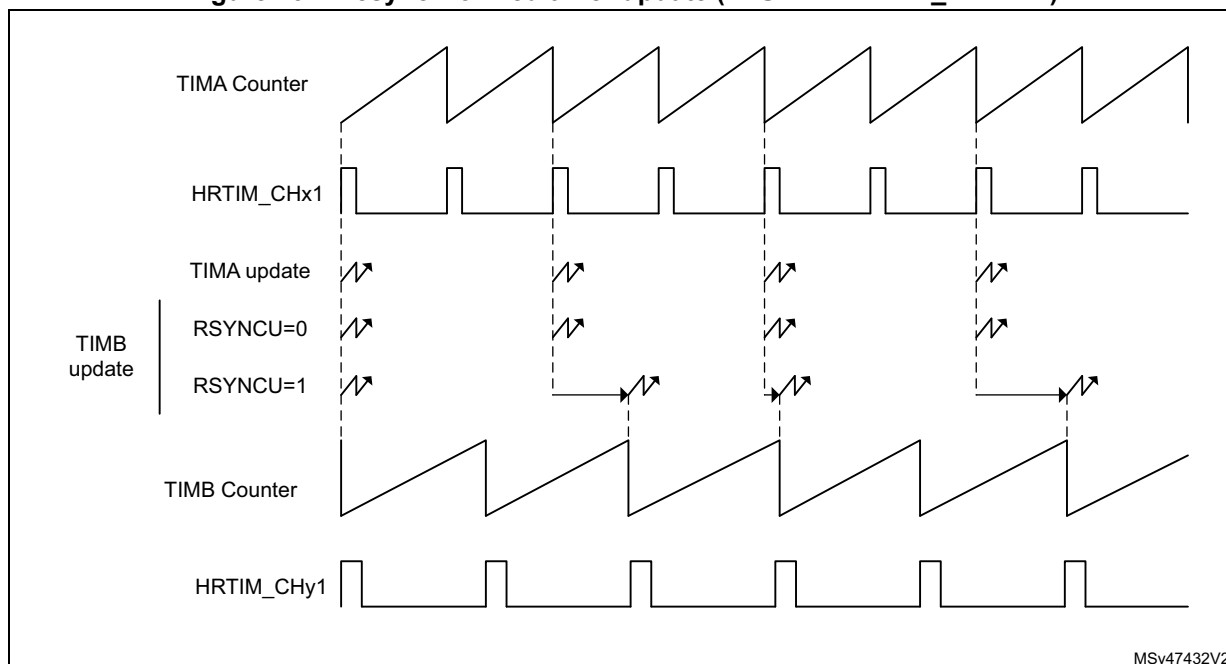 TIMA Counter
HRTIM_CHx1
TIMA update
TIMB
update
RSYNCU=0
RSYNCU=1
TIMB Counter
HRTIM_CHy1
MSv47432V2